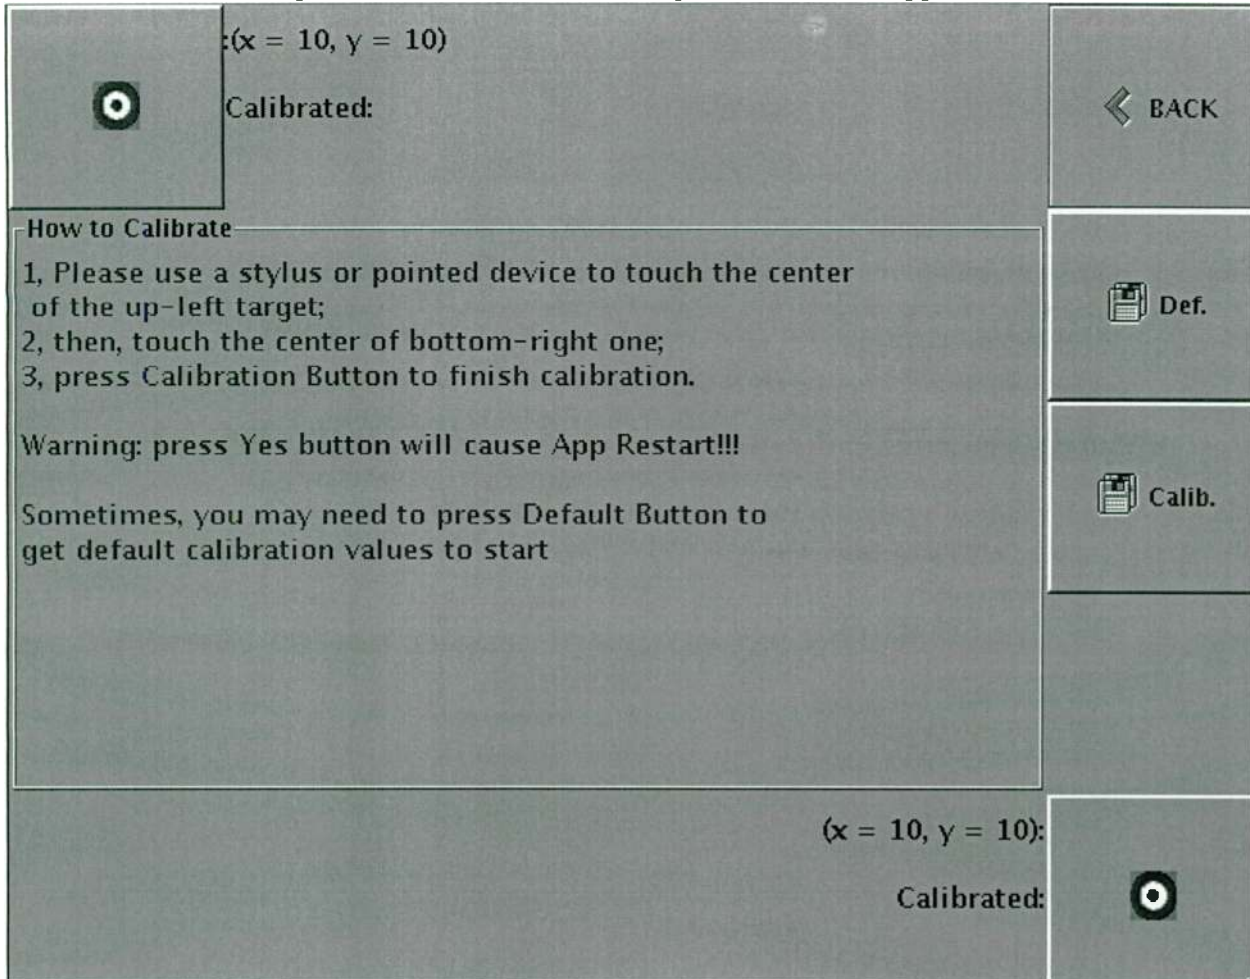 :(x = 10, y = 10)
Calibrated:
BACK
How to Calibrate
1, Please use a stylus or pointed device to touch the center
of the up-left target;
2, then, touch the center of bottom-right one;
3, press Calibration Button to finish calibration.
Warning: press Yes button will cause App Restart!!!
Sometimes, you may need to press Default Button to
get default calibration values to start
Def.
Calib.
(x = 10, y = 10):
Calibrated: